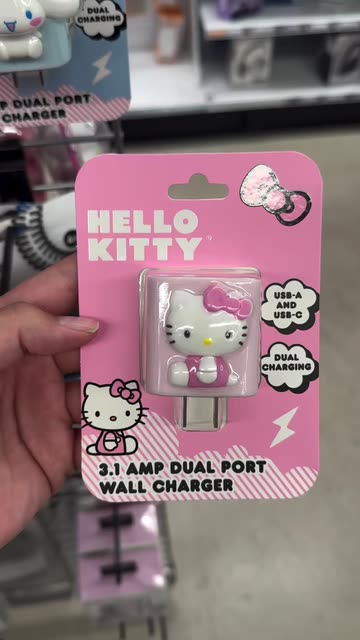 DUAL
CHARGING
P DUAL PORT
CHARGER
HELLO
KITTY
USB-A
AND
USB-C
DUAL
CHARGING
3.1 AMP DUAL PORT
WALL CHARGER